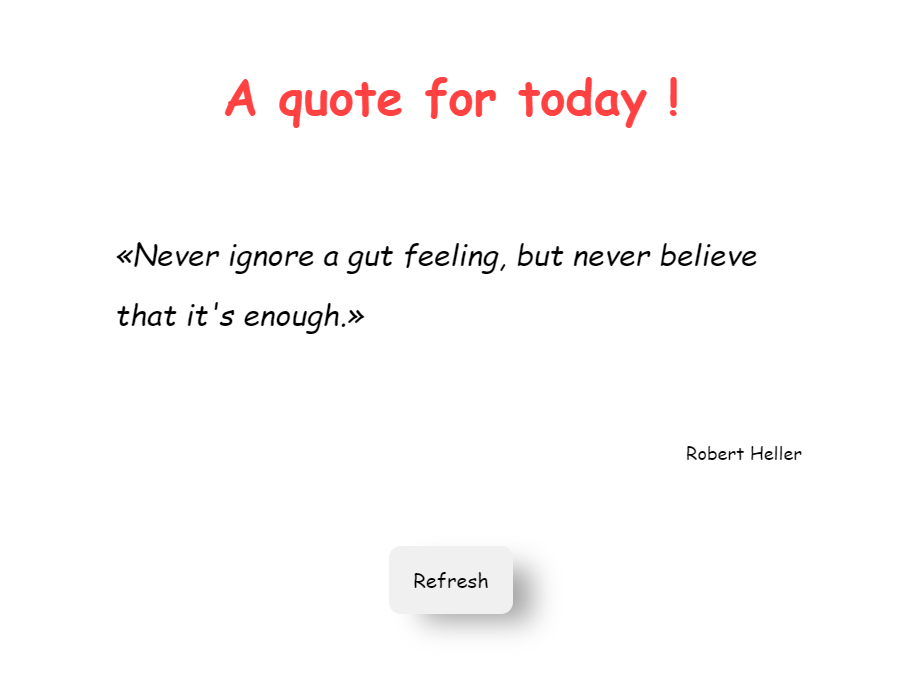 A quote for today !
«Never ignore a gut feeling, but never believe
that it's enough.»
Robert Heller
Refresh